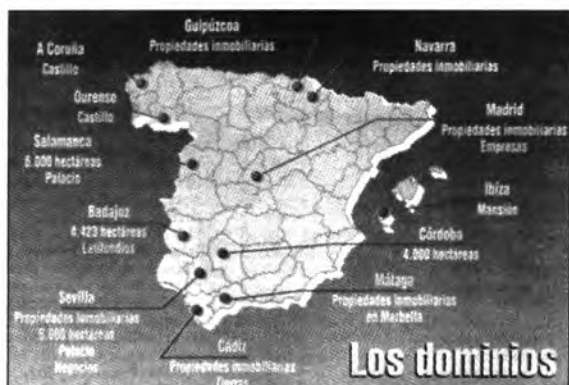 Guipúzcoa
Propiedades inmobiliarias
Navarra
Propiedades inmobiliarias
A Coruña
Castillo
Ourense
Castillo
Madrid
Propiedades inmobiliarias
Empresas
Salamanca
5.000 hectáreas
Palacio
Ibiza
Mansión
Badajoz
4.423 hectáreas
Latifundios
Córdoba
4.000 hectáreas
Málaga
Propiedades inmobiliarias
en Marbella
Sevilla
Propiedades inmobiliarias
5.000 hectáreas
Palacio
Negocios
Cádiz
Propiedades inmobiliarias
Tierras
Los dominios